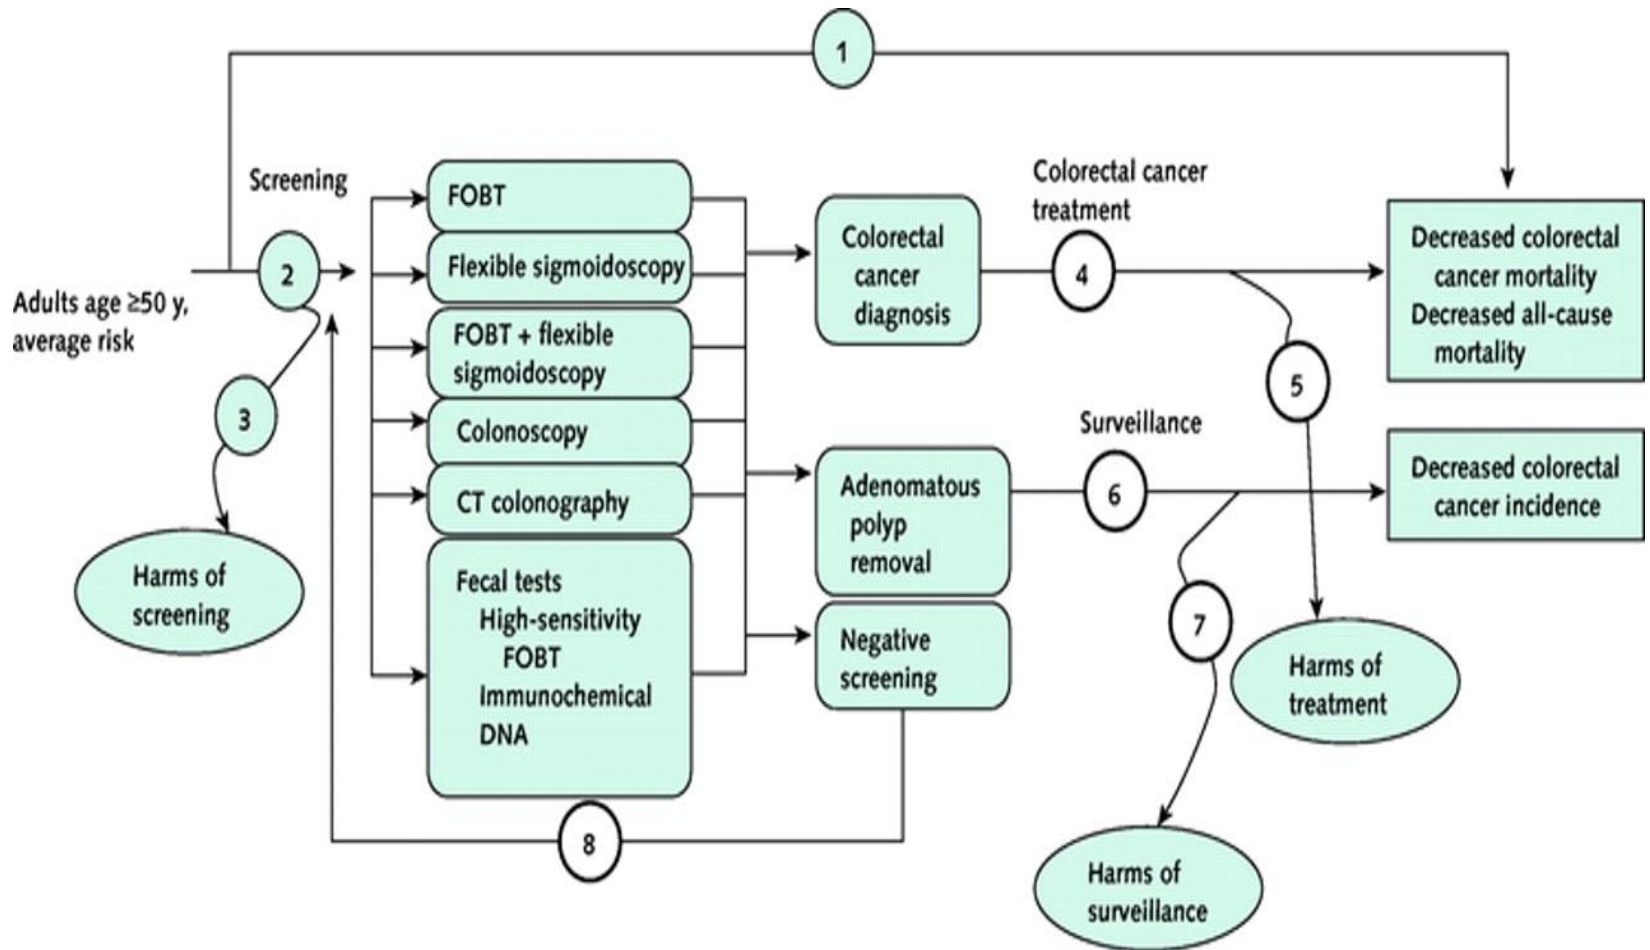 1
Screening
2
Adults age ≥50 y,
average risk
3
Harms of
screening
FOBT
Flexible sigmoidoscopy
FOBT + flexible
sigmoidoscopy
Colonoscopy
CT colonography
Fecal tests
High-sensitivity
FOBT
Immunochemical
DNA
8
Colorectal
cancer
diagnosis
Adenomatous
polyp
removal
Negative
screening
Colorectal cancer
treatment
4
5
Surveillance
6
7
Harms of
treatment
Harms of
surveillance
Decreased colorectal
cancer mortality
Decreased all-cause
mortality
Decreased colorectal
cancer incidence